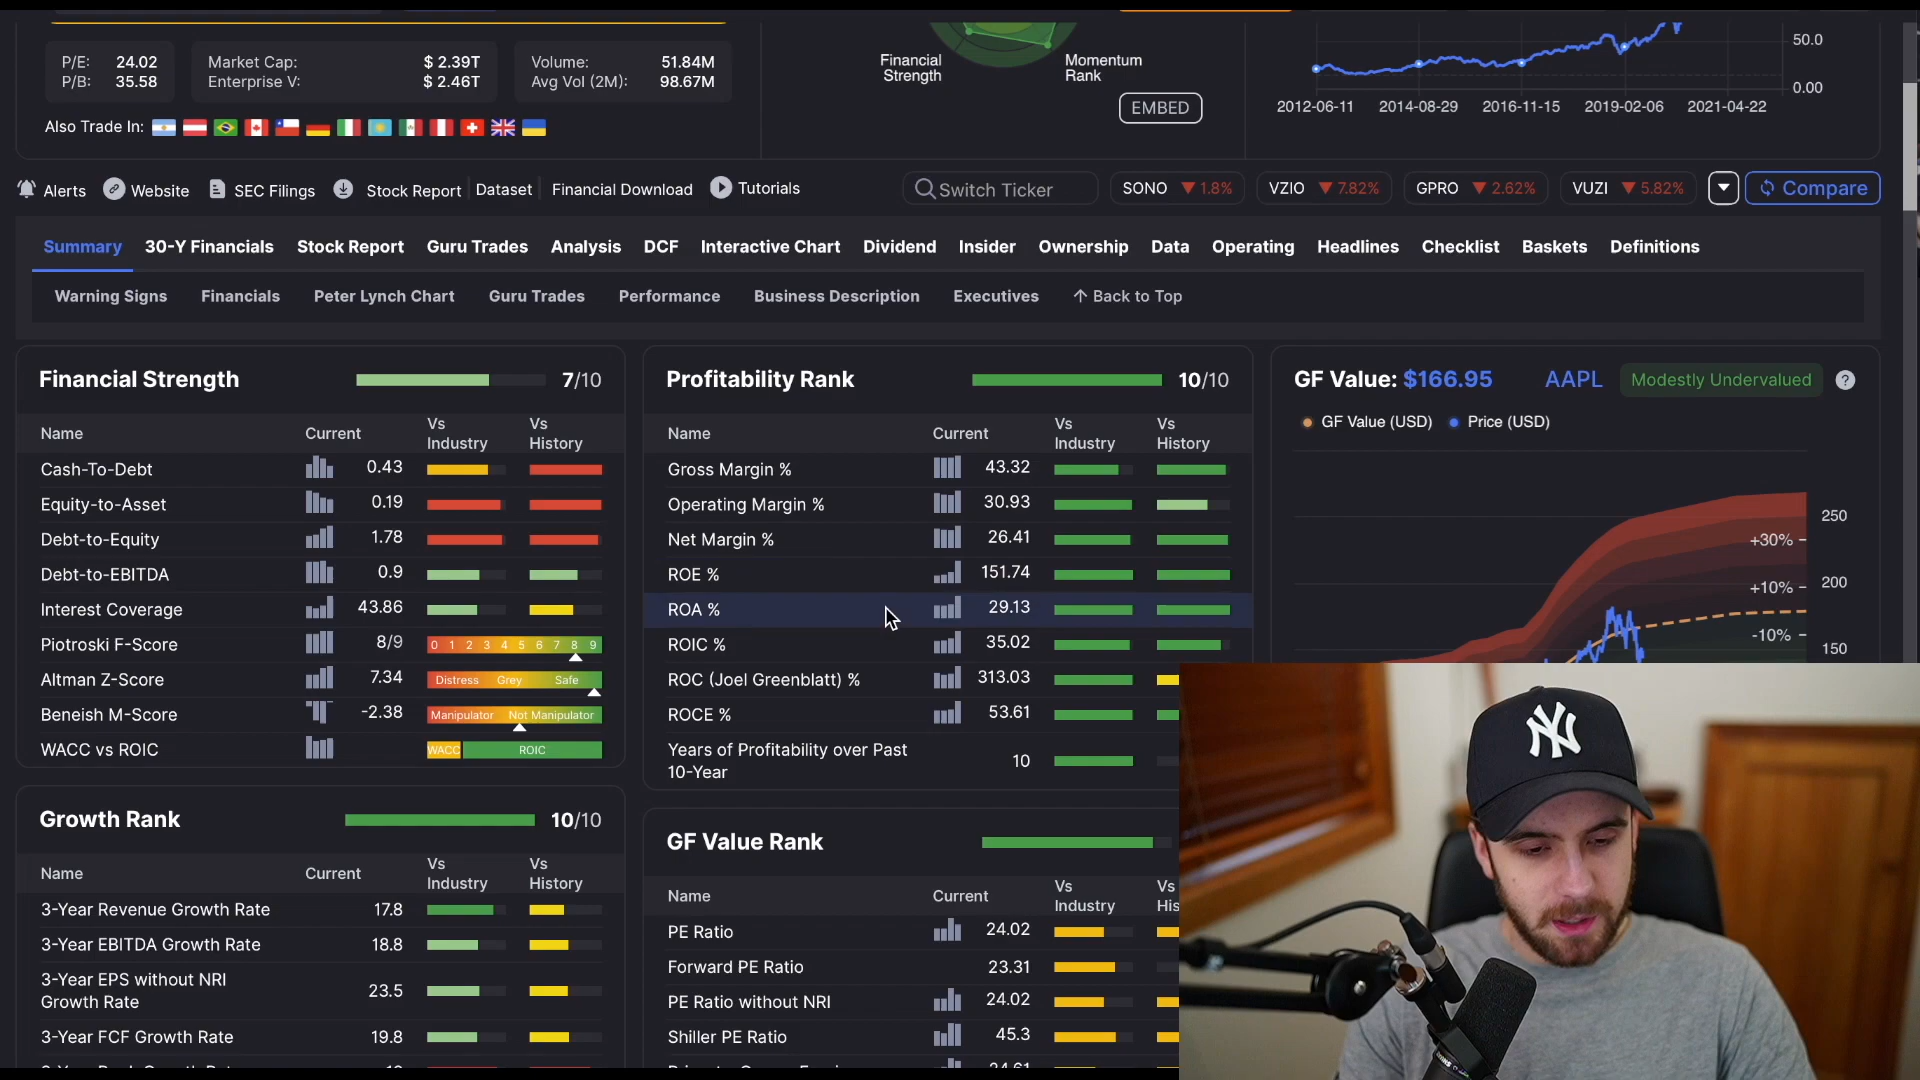 P/E: 24.02
P/B: 35.58
Market Cap: $ 2.39T
Enterprise V: $ 2.46T
Volume: 51.84M
Avg Vol (2M): 98.67M
Also Trade In:
Financial Strength
Momentum Rank
EMBED
50.0
0.00
2012-06-11 2014-08-29 2016-11-15 2019-02-06 2021-04-22
Alerts Website SEC Filings Stock Report Dataset Financial Download Tutorials
Switch Ticker SONO 1.8% VZIO 7.82% GPRO 2.62% VUZI 5.82% Compare
Summary 30-Y Financials Stock Report Guru Trades Analysis DCF Interactive Chart Dividend Insider Ownership Data Operating Headlines Checklist Baskets Definitions
Warning Signs Financials Peter Lynch Chart Guru Trades Performance Business Description Executives ↑ Back to Top
Financial Strength 7/10
Name Current Vs Industry Vs History
Cash-To-Debt 0.43
Equity-to-Asset 0.19
Debt-to-Equity 1.78
Debt-to-EBITDA 0.9
Interest Coverage 43.86
Piotroski F-Score 8/9 0 1 2 3 4 5 6 7 8 9
Altman Z-Score 7.34 Distress Grey Safe
Beneish M-Score -2.38 Manipulator Not Manipulator
WACC vs ROIC WACC ROIC
Profitability Rank 10/10
Name Current Vs Industry Vs History
Gross Margin % 43.32
Operating Margin % 30.93
Net Margin % 26.41
ROE % 151.74
ROA % 29.13
ROIC % 35.02
ROC (Joel Greenblatt) % 313.03
ROCE % 53.61
Years of Profitability over Past 10-Year 10
GF Value: $166.95 AAPL Modestly Undervalued ?
GF Value (USD) Price (USD)
250
+30%
+10%
200
-10%
150
Growth Rank 10/10
Name Current Vs Industry Vs History
3-Year Revenue Growth Rate 17.8
3-Year EBITDA Growth Rate 18.8
3-Year EPS without NRI Growth Rate 23.5
3-Year FCF Growth Rate 19.8
GF Value Rank
Name Current Vs Industry Vs His
PE Ratio 24.02
Forward PE Ratio 23.31
PE Ratio without NRI 24.02
Shiller PE Ratio 45.3
NY